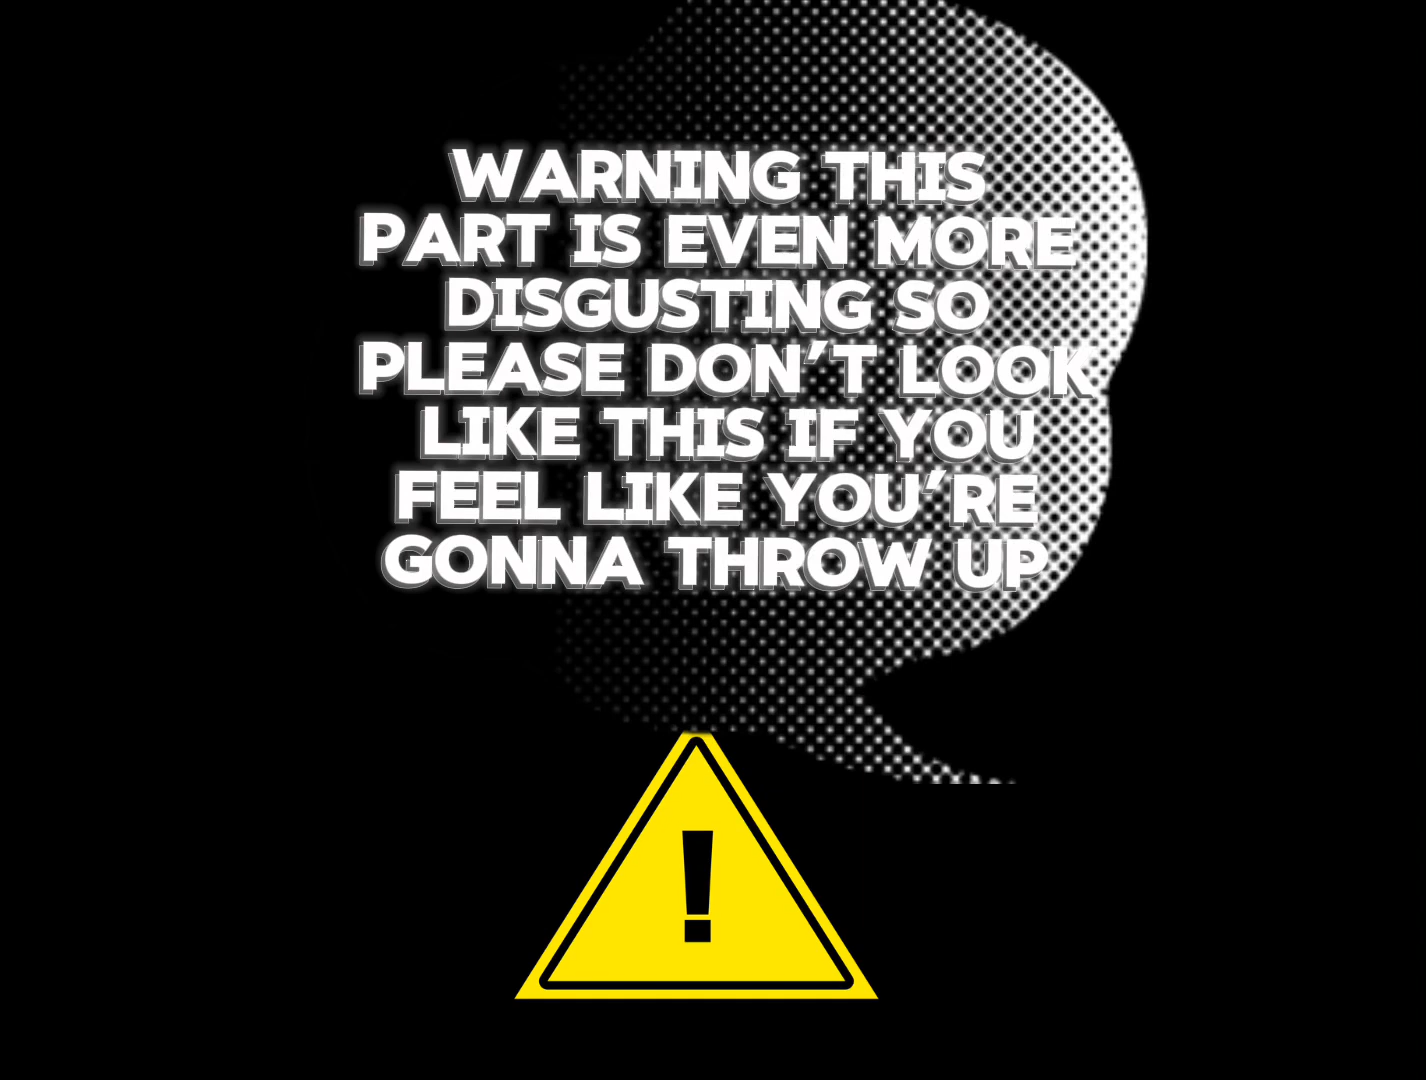 WARNING THIS
PART IS EVEN MORE
DISGUSTING SO
PLEASE DON'T LOOK
LIKE THIS IF YOU
FEEL LIKE YOU'RE
GONNA THROW UP
!